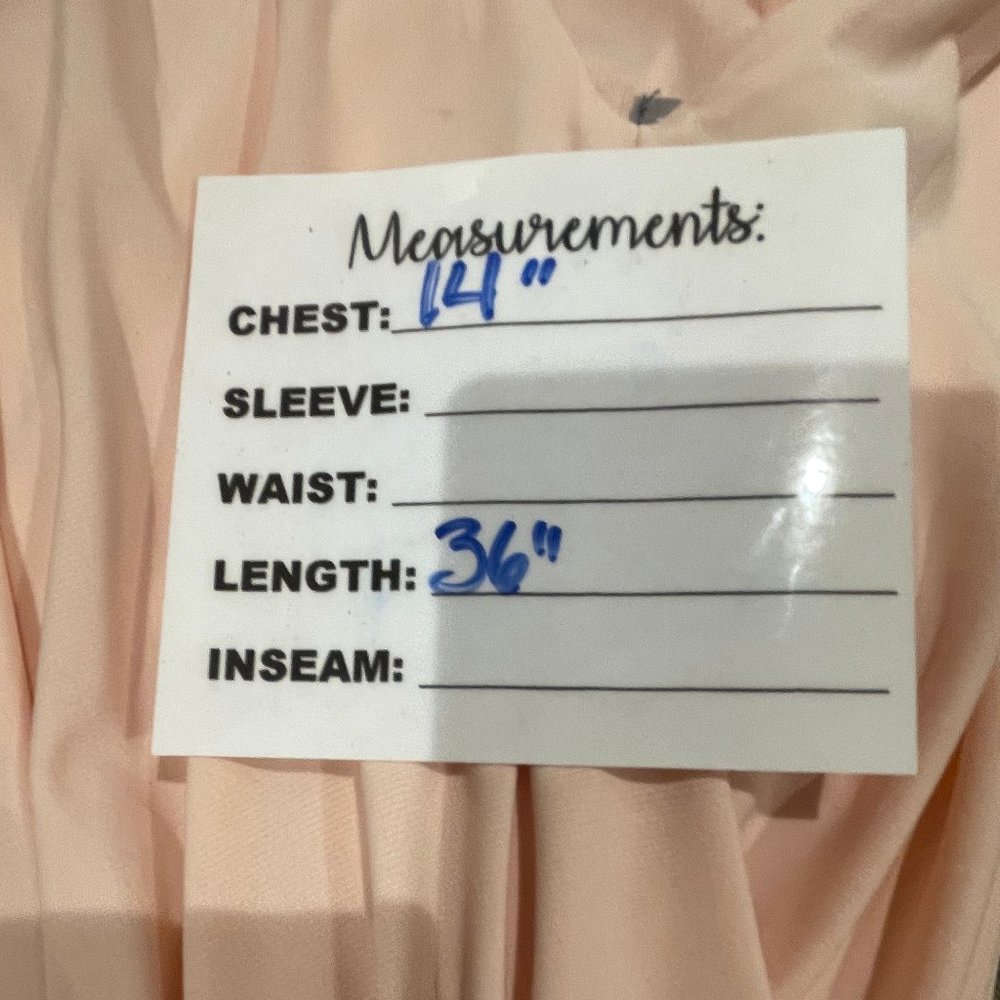 Measurements:
CHEST: 14"
SLEEVE:
WAIST:
LENGTH: 36"
INSEAM: